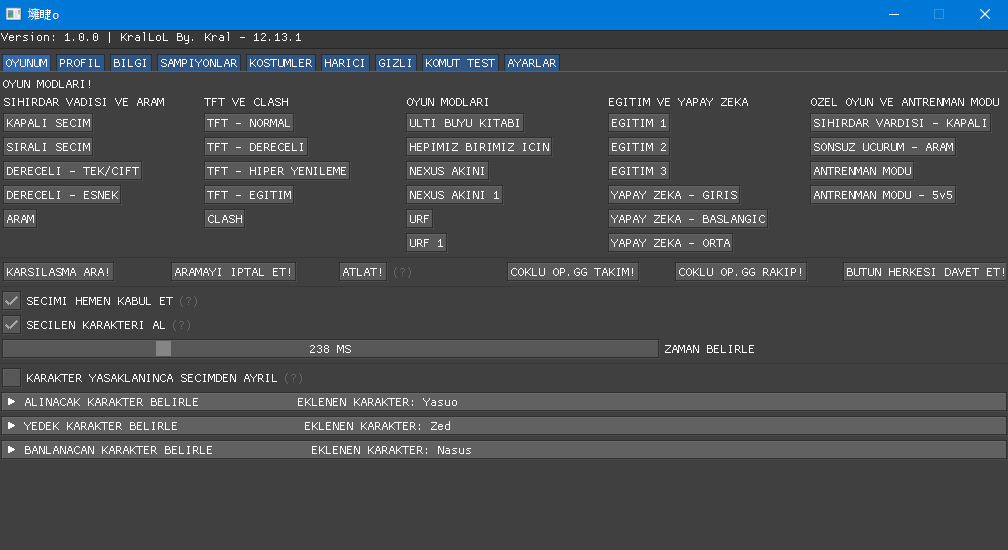 墔睫o
Version: 1.0.0 | KralLoL By. Kral - 12.13.1
OYUNUM PROFIL BILGI SAMPIYONLAR KOSTUMLER HARICI GIZLI KOMUT TEST AYARLAR
OYUN MODLARI!
SIHIRDAR VADISI VE ARAM TFT VE CLASH OYUN MODLARI EGITIM VE YAPAY ZEKA OZEL OYUN VE ANTRENMAN MODU
KAPALI SECIM TFT - NORMAL ULTI BUYU KITABI EGITIM 1 SIHIRDAR VARDISI - KAPALI
SIRALI SECIM TFT - DERECELI HEPIMIZ BIRIMIZ ICIN EGITIM 2 SONSUZ UCURUM - ARAM
DERECELI - TEK/CIFT TFT - HIPER YENILEME NEXUS AKINI EGITIM 3 ANTRENMAN MODU
DERECELI - ESNEK TFT - EGITIM NEXUS AKINI 1 YAPAY ZEKA - GIRIS ANTRENMAN MODU - 5v5
ARAM CLASH URF YAPAY ZEKA - BASLANGIC
URF 1 YAPAY ZEKA - ORTA
KARSILASMA ARA! ARAMAYI IPTAL ET! ATLAT! (?) COKLU OP.GG TAKIM! COKLU OP.GG RAKIP! BUTUN HERKESI DAVET ET!
SECIMI HEMEN KABUL ET (?)
SECILEN KARAKTERI AL (?)
238 MS ZAMAN BELIRLE
KARAKTER YASAKLANINCA SECIMDEN AYRIL (?)
ALINACAK KARAKTER BELIRLE EKLENEN KARAKTER: Yasuo
YEDEK KARAKTER BELIRLE EKLENEN KARAKTER: Zed
BANLANACAN KARAKTER BELIRLE EKLENEN KARAKTER: Nasus